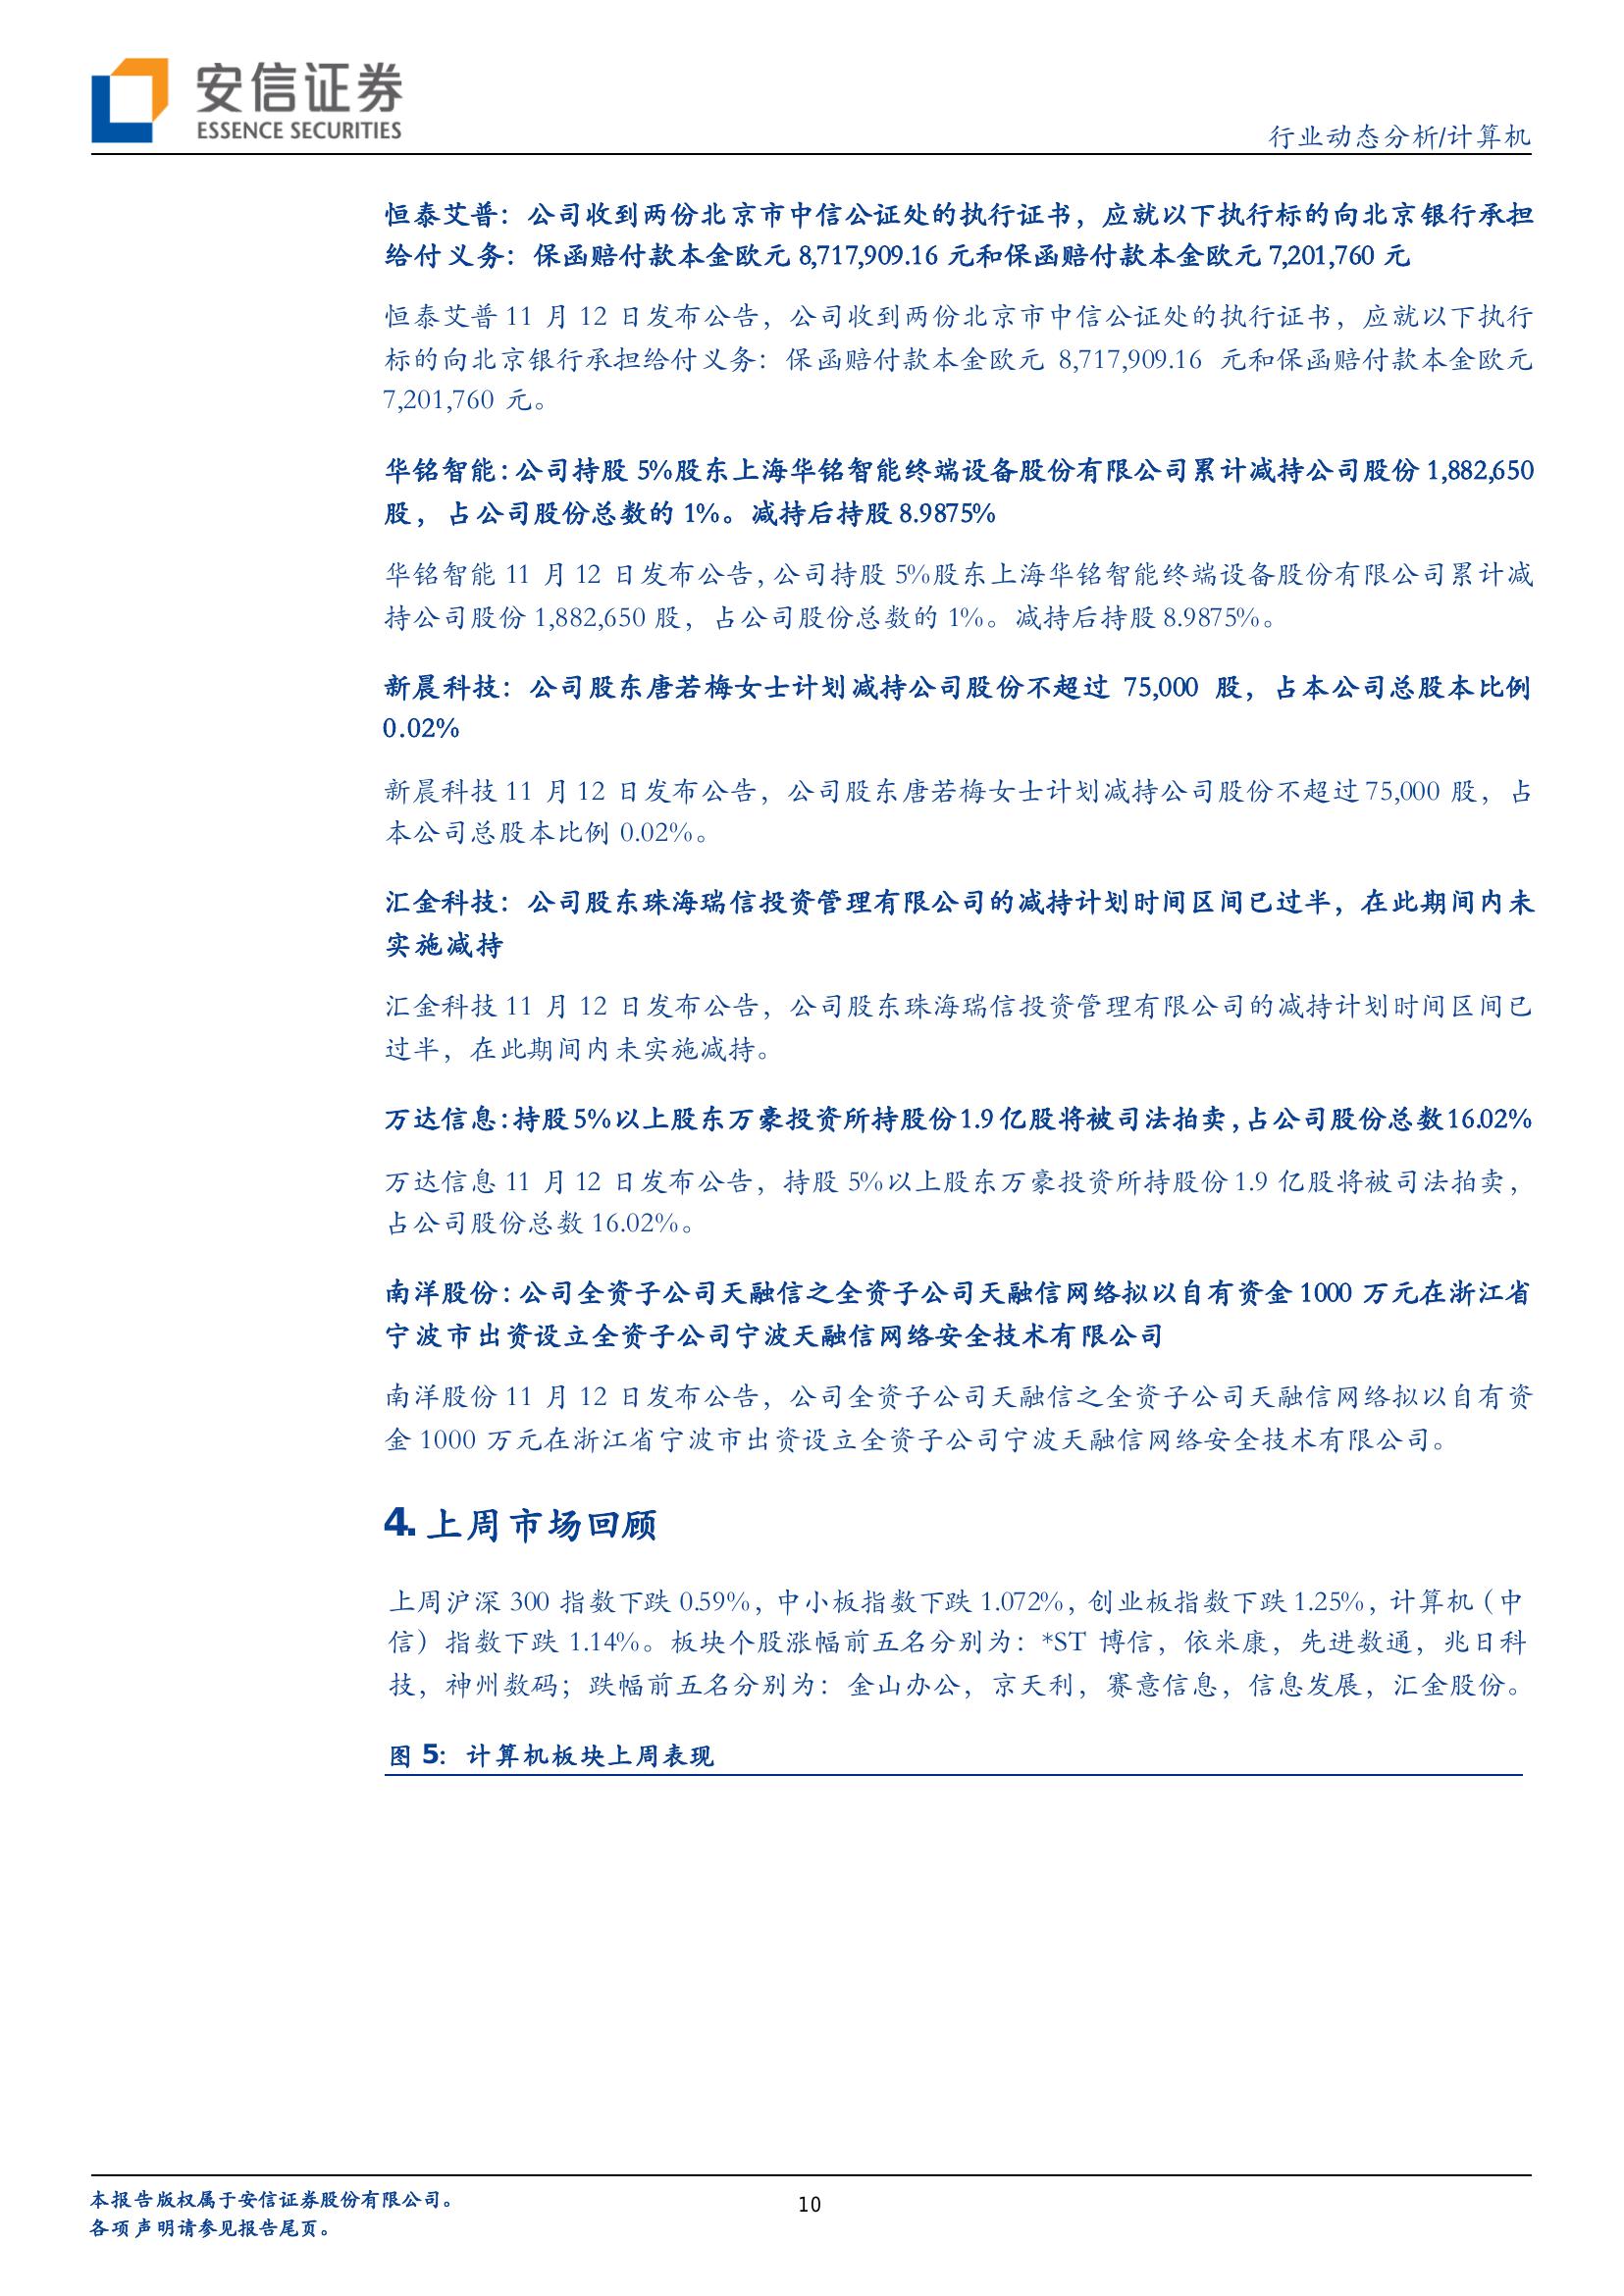 安信证券
ESSENCE SECURITIES
行业动态分析/计算机
恒泰艾普：公司收到两份北京市中信公证处的执行证书，应就以下执行标的向北京银行承担
给付义务：保函赔付款本金欧元 8,717,909.16 元和保函赔付款本金欧元 7,201,760 元
恒泰艾普 11 月 12 日发布公告，公司收到两份北京市中信公证处的执行证书，应就以下执行
标的向北京银行承担给付义务：保函赔付款本金欧元 8,717,909.16 元和保函赔付款本金欧元
7,201,760 元。
华铭智能：公司持股 5%股东上海华铭智能终端设备股份有限公司累计减持公司股份 1,882,650
股，占公司股份总数的 1%。减持后持股 8.9875%
华铭智能 11 月 12 日发布公告，公司持股 5%股东上海华铭智能终端设备股份有限公司累计减
持公司股份 1,882,650 股，占公司股份总数的 1%。减持后持股 8.9875%。
新晨科技：公司股东唐若梅女士计划减持公司股份不超过 75,000 股，占本公司总股本比例
0.02%
新晨科技 11 月 12 日发布公告，公司股东唐若梅女士计划减持公司股份不超过 75,000 股，占
本公司总股本比例 0.02%。
汇金科技：公司股东珠海瑞信投资管理有限公司的减持计划时间区间已过半，在此期间内未
实施减持
汇金科技 11 月 12 日发布公告，公司股东珠海瑞信投资管理有限公司的减持计划时间区间已
过半，在此期间内未实施减持。
万达信息：持股 5%以上股东万豪投资所持股份 1.9 亿股将被司法拍卖，占公司股份总数 16.02%
万达信息 11 月 12 日发布公告，持股 5%以上股东万豪投资所持股份 1.9 亿股将被司法拍卖，
占公司股份总数 16.02%。
南洋股份：公司全资子公司天融信之全资子公司天融信网络拟以自有资金 1000 万元在浙江省
宁波市出资设立全资子公司宁波天融信网络安全技术有限公司
南洋股份 11 月 12 日发布公告，公司全资子公司天融信之全资子公司天融信网络拟以自有资
金 1000 万元在浙江省宁波市出资设立全资子公司宁波天融信网络安全技术有限公司。
4. 上周市场回顾
上周沪深 300 指数下跌 0.59%，中小板指数下跌 1.072%，创业板指数下跌 1.25%，计算机（中
信）指数下跌 1.14%。板块个股涨幅前五名分别为：*ST 博信，依米康，先进数通，兆日科
技，神州数码；跌幅前五名分别为：金山办公，京天利，赛意信息，信息发展，汇金股份。
图 5：计算机板块上周表现
本报告版权属于安信证券股份有限公司。
10
各项声明请参见报告尾页。